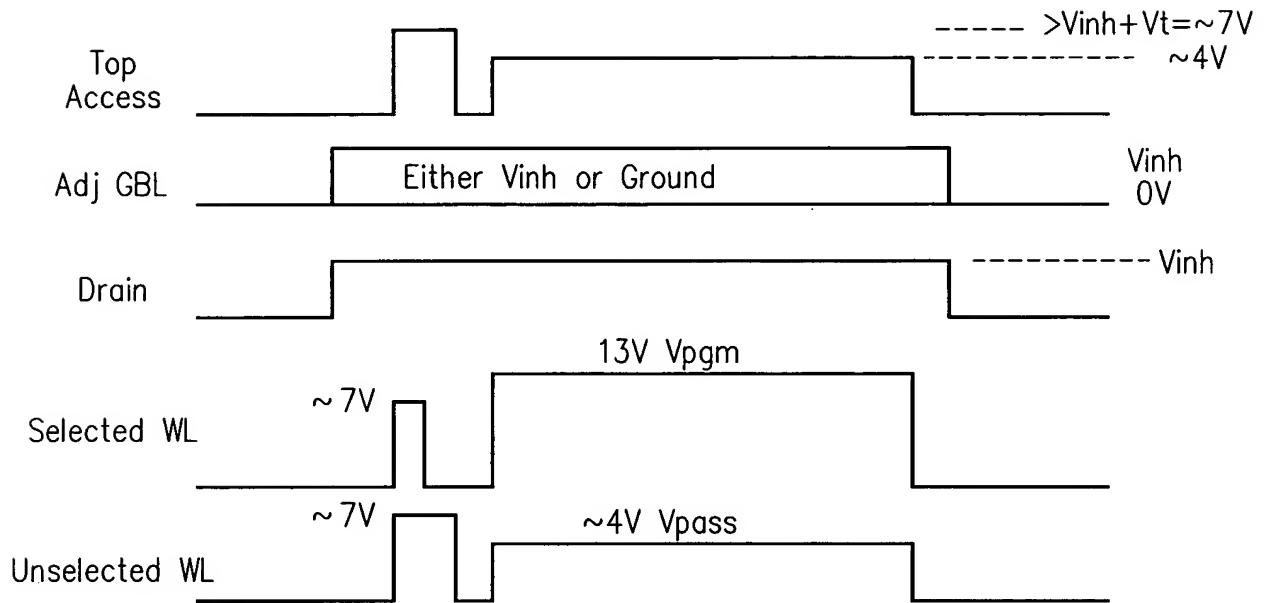 >Vinh+Vt=~7V
Top
Access
~4V
Adj GBL
Either Vinh or Ground
Vinh
0V
Drain
Vinh
13V Vpgm
~7V
Selected WL
~7V
~4V Vpass
Unselected WL